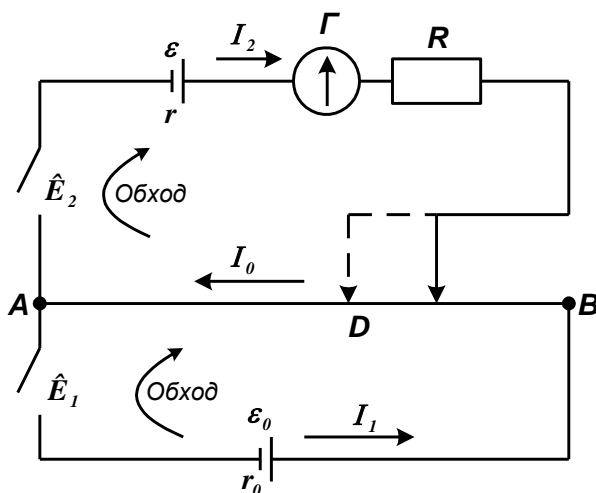 Г
ε
I₂
R
r
Ê₂
Обход
I₀
A
D
B
Ê₁
Обход
ε₀
I₁
r₀